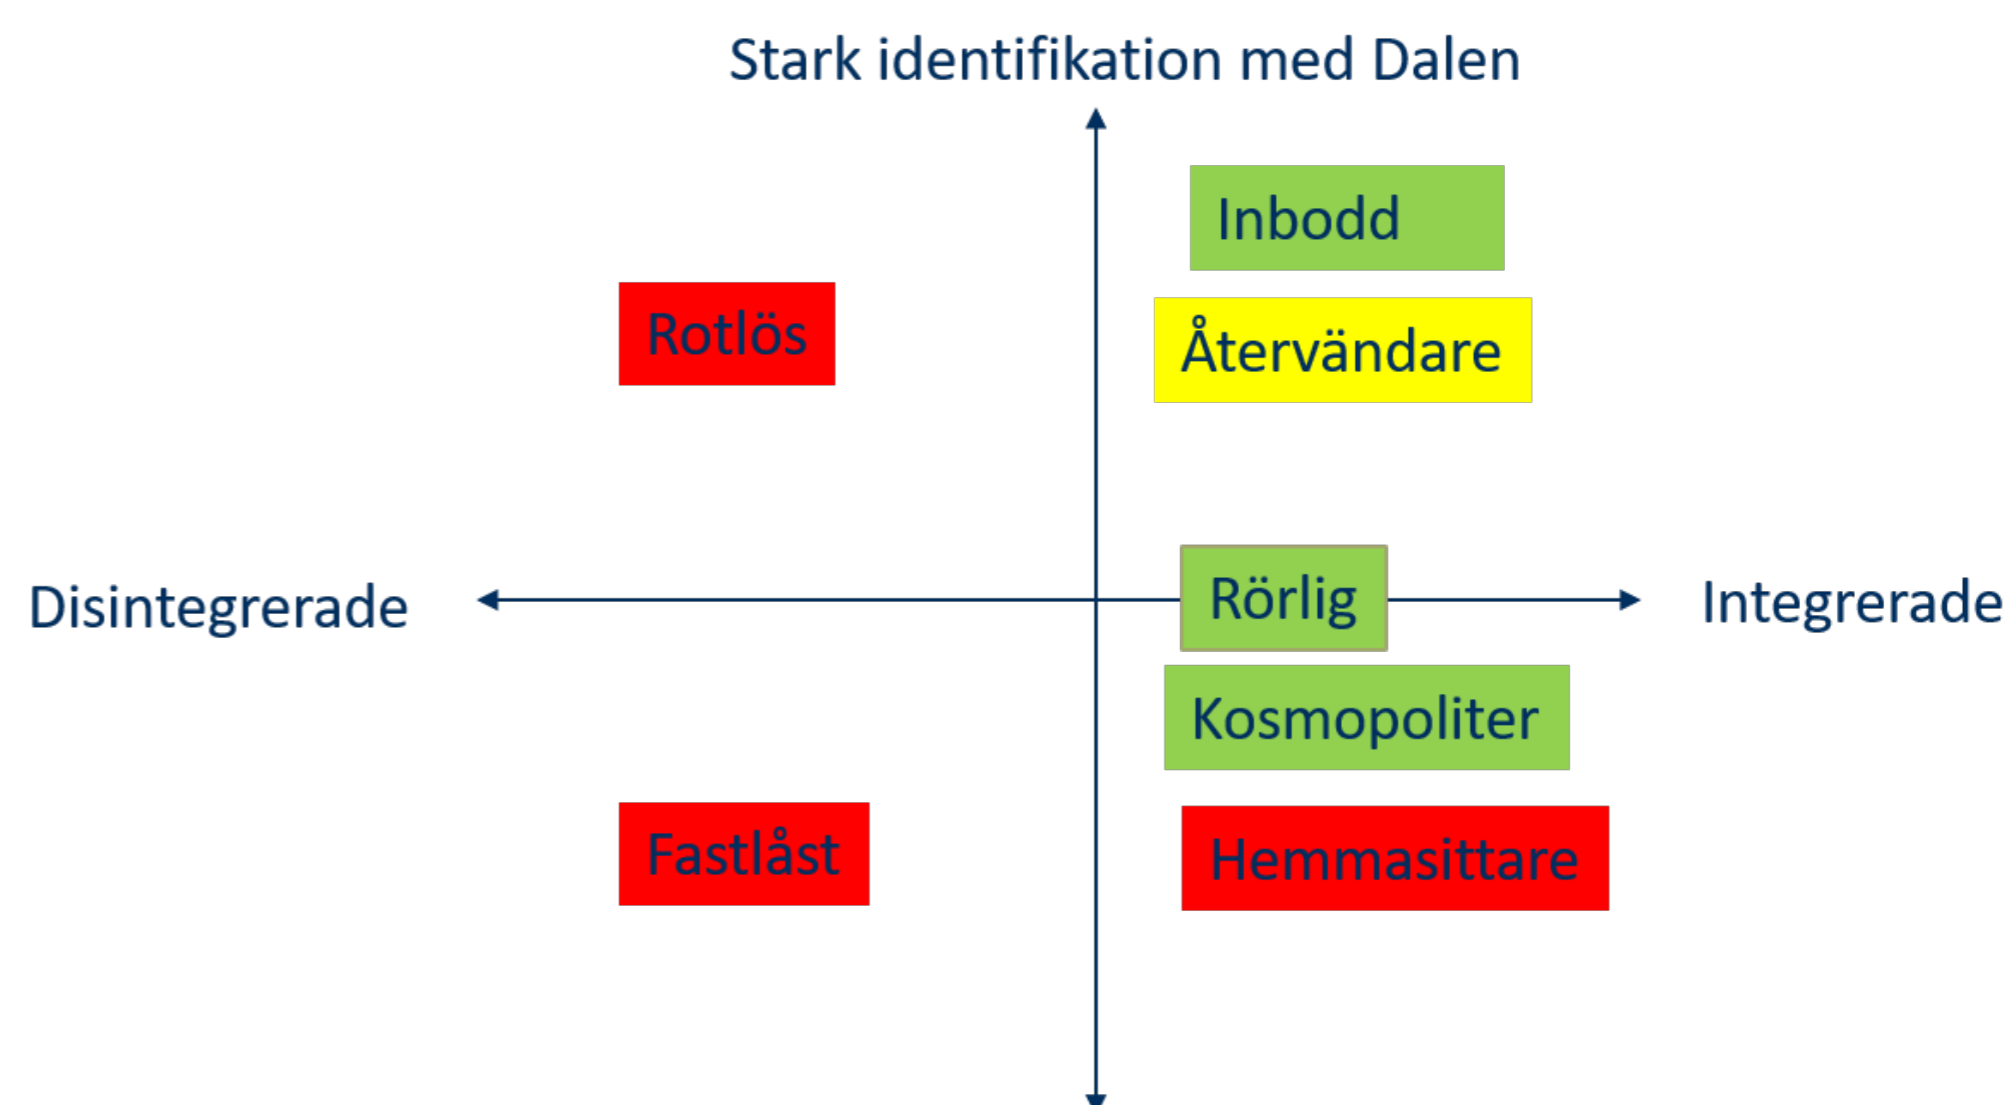 Stark identifikation med Dalen
Inbodd
Rotlös
Återvändare
Disintegrerade
Rörlig
Integrerade
Kosmopoliter
Fastlåst
Hemmasittare